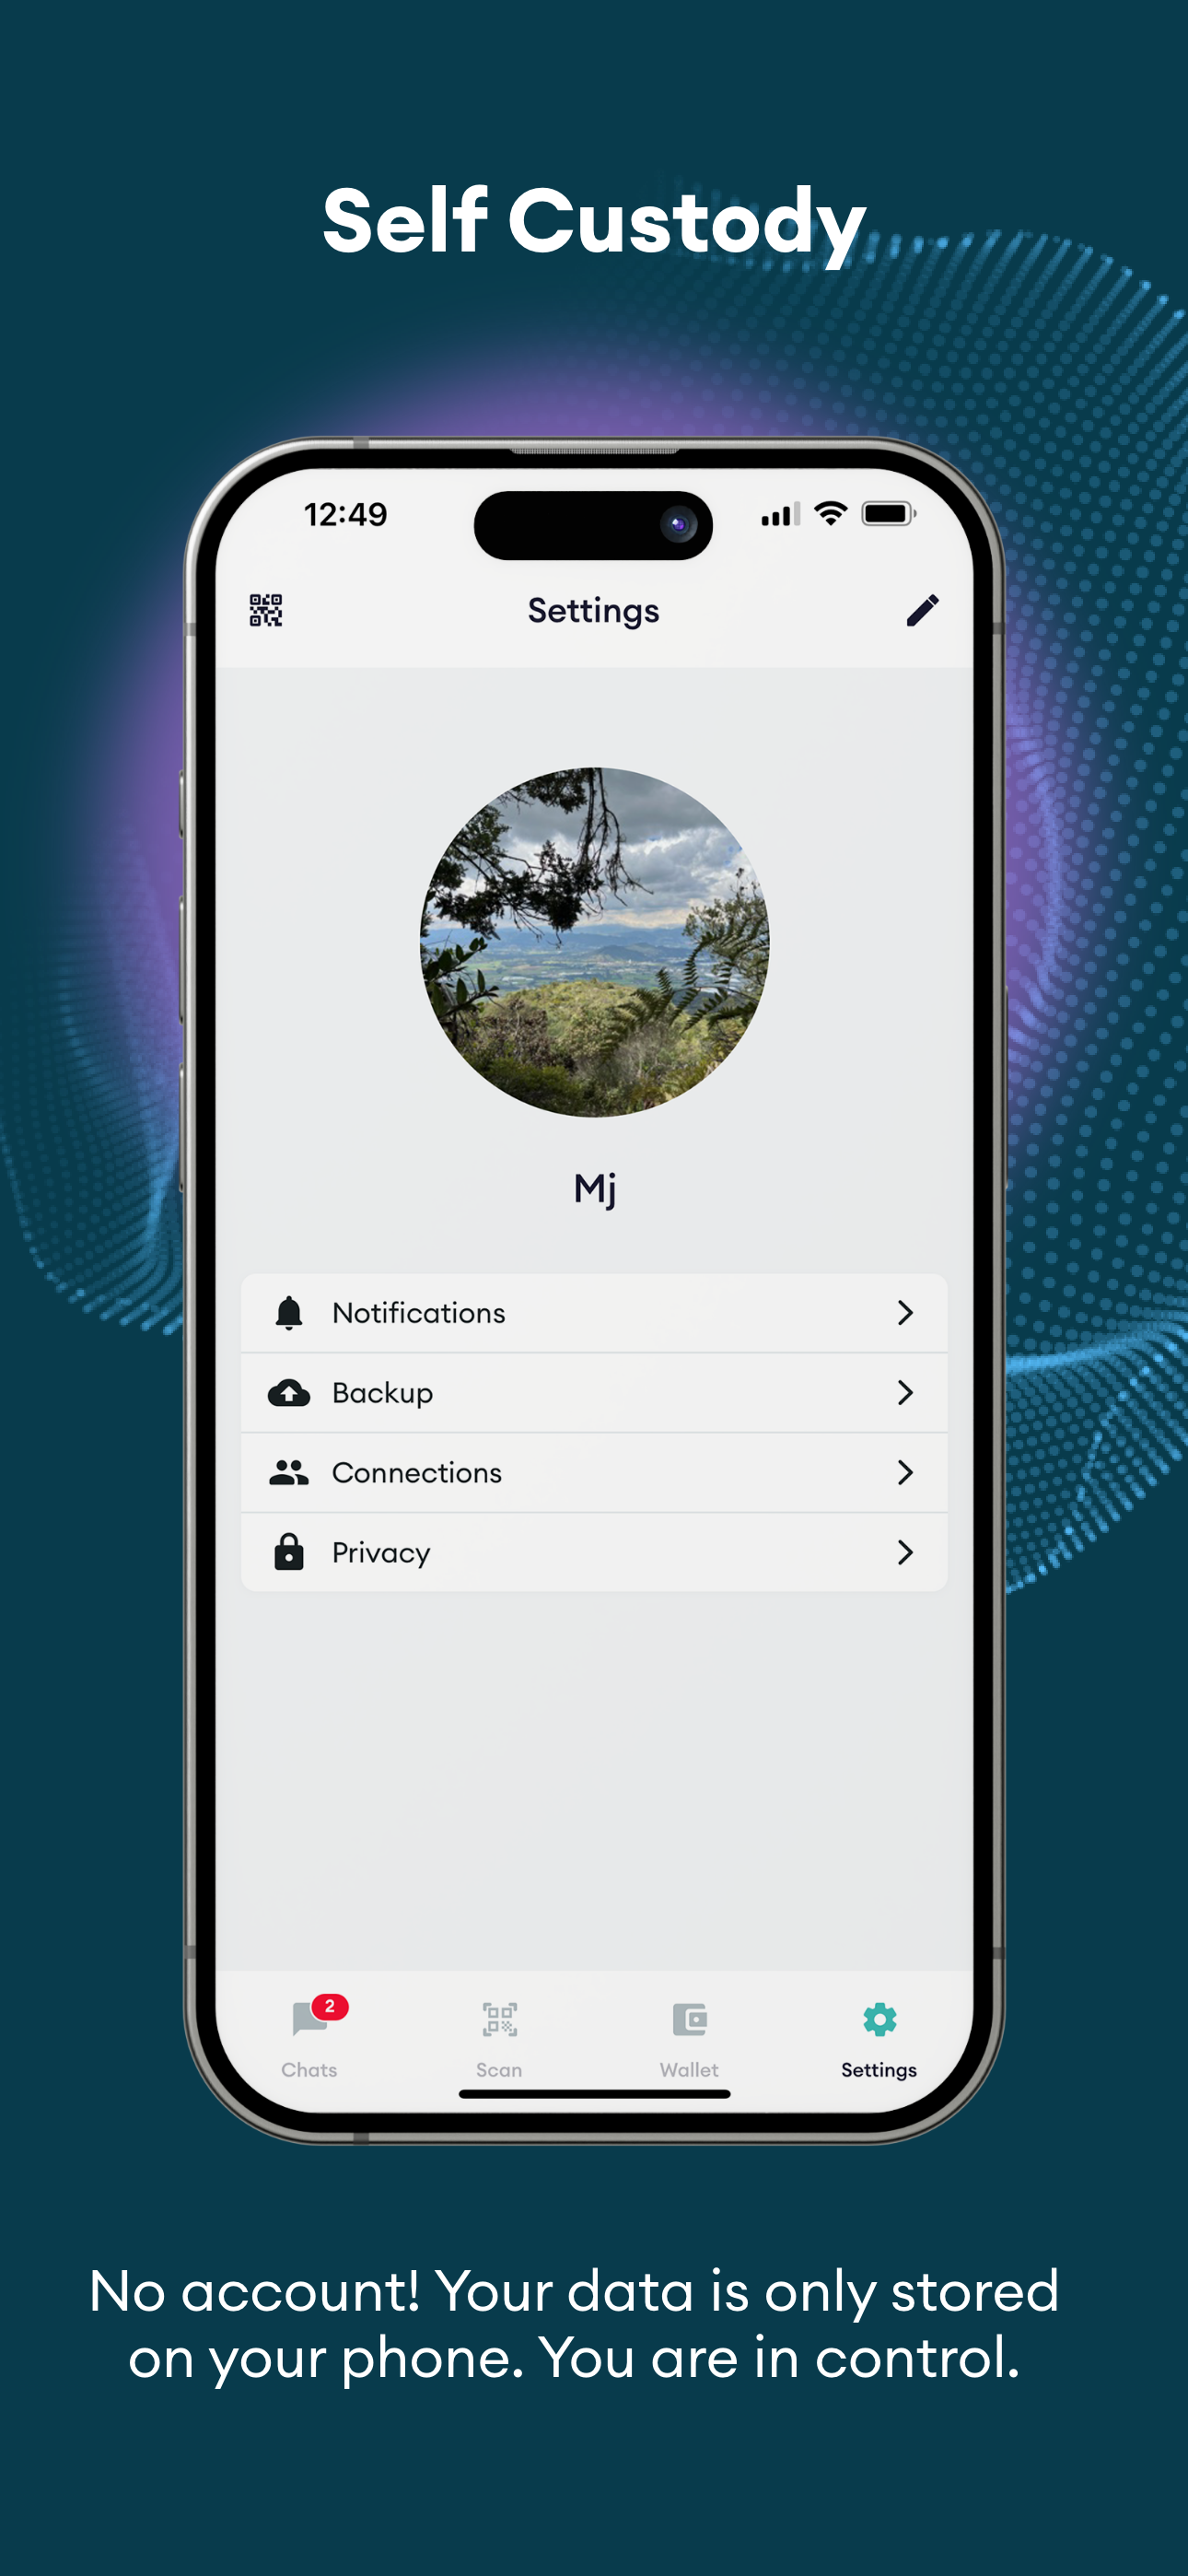 Self Custody
12:49
Settings
Mj
Notifications
Backup
Connections
Privacy
2
Chats
Scan
Wallet
Settings
No account! Your data is only stored
on your phone. You are in control.